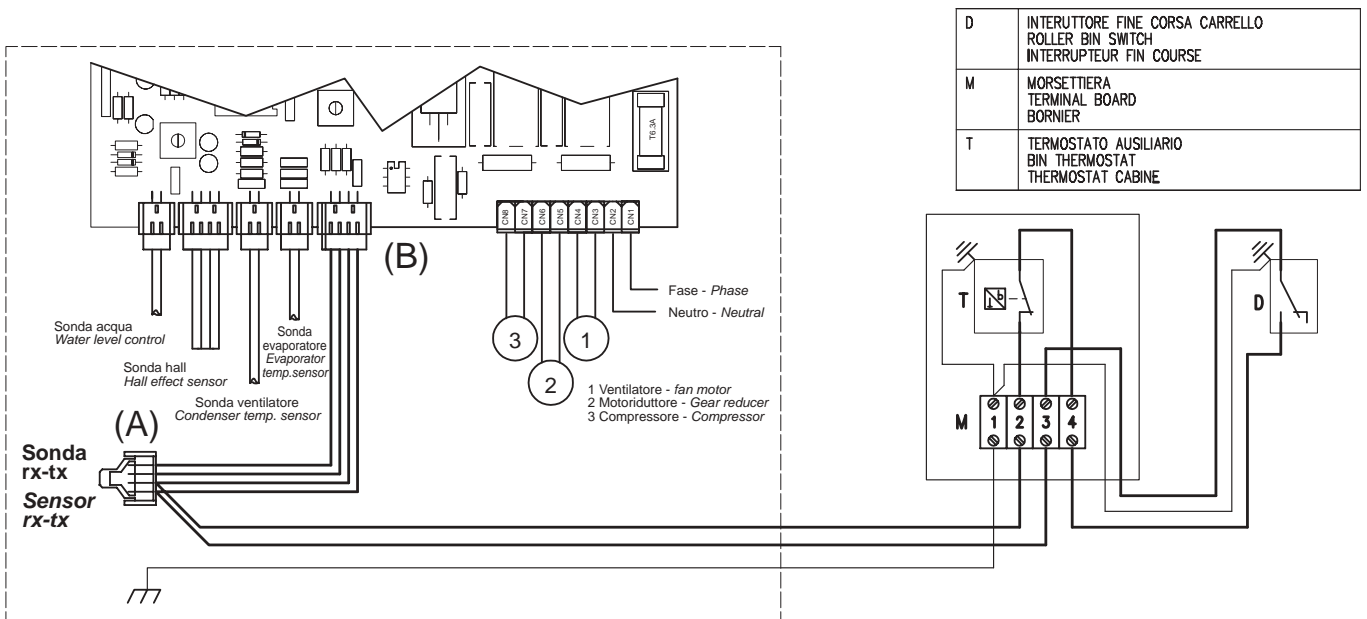 D
INTERUTTORE FINE CORSA CARRELLO
ROLLER BIN SWITCH
INTERRUPTEUR FIN COURSE
M
MORSETTIERA
TERMINAL BOARD
BORNIER
T
TERMOSTATO AUSILIARIO
BIN THERMOSTAT
THERMOSTAT CABINE
T6.3A
CN8 CN7 CN6 CN5 CN4 CN3 CN2 CN1
(B)
Fase - Phase
Neutro - Neutral
3
1
2
1 Ventilatore - fan motor
2 Motoriduttore - Gear reducer
3 Compressore - Compressor
Sonda acqua
Water level control
Sonda hall
Hall effect sensor
Sonda
evaporatore
Evaporator
temp.sensor
Sonda ventilatore
Condenser temp. sensor
(A)
Sonda
rx-tx
Sensor
rx-tx
T
D
M 1 2 3 4